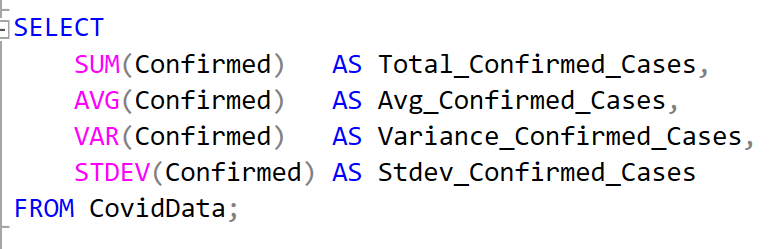 SELECT
    SUM(Confirmed)   AS Total_Confirmed_Cases,
    AVG(Confirmed)   AS Avg_Confirmed_Cases,
    VAR(Confirmed)   AS Variance_Confirmed_Cases,
    STDEV(Confirmed) AS Stdev_Confirmed_Cases
FROM CovidData;